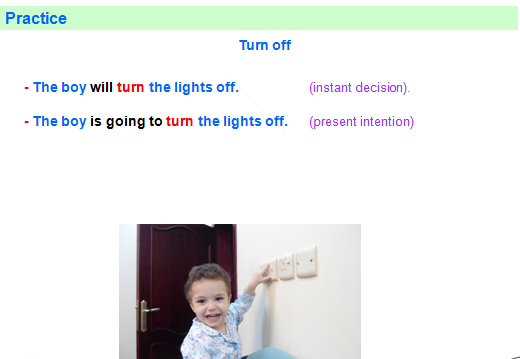 Practice
Turn off
- The boy will turn the lights off. (instant decision).
- The boy is going to turn the lights off. (present intention)